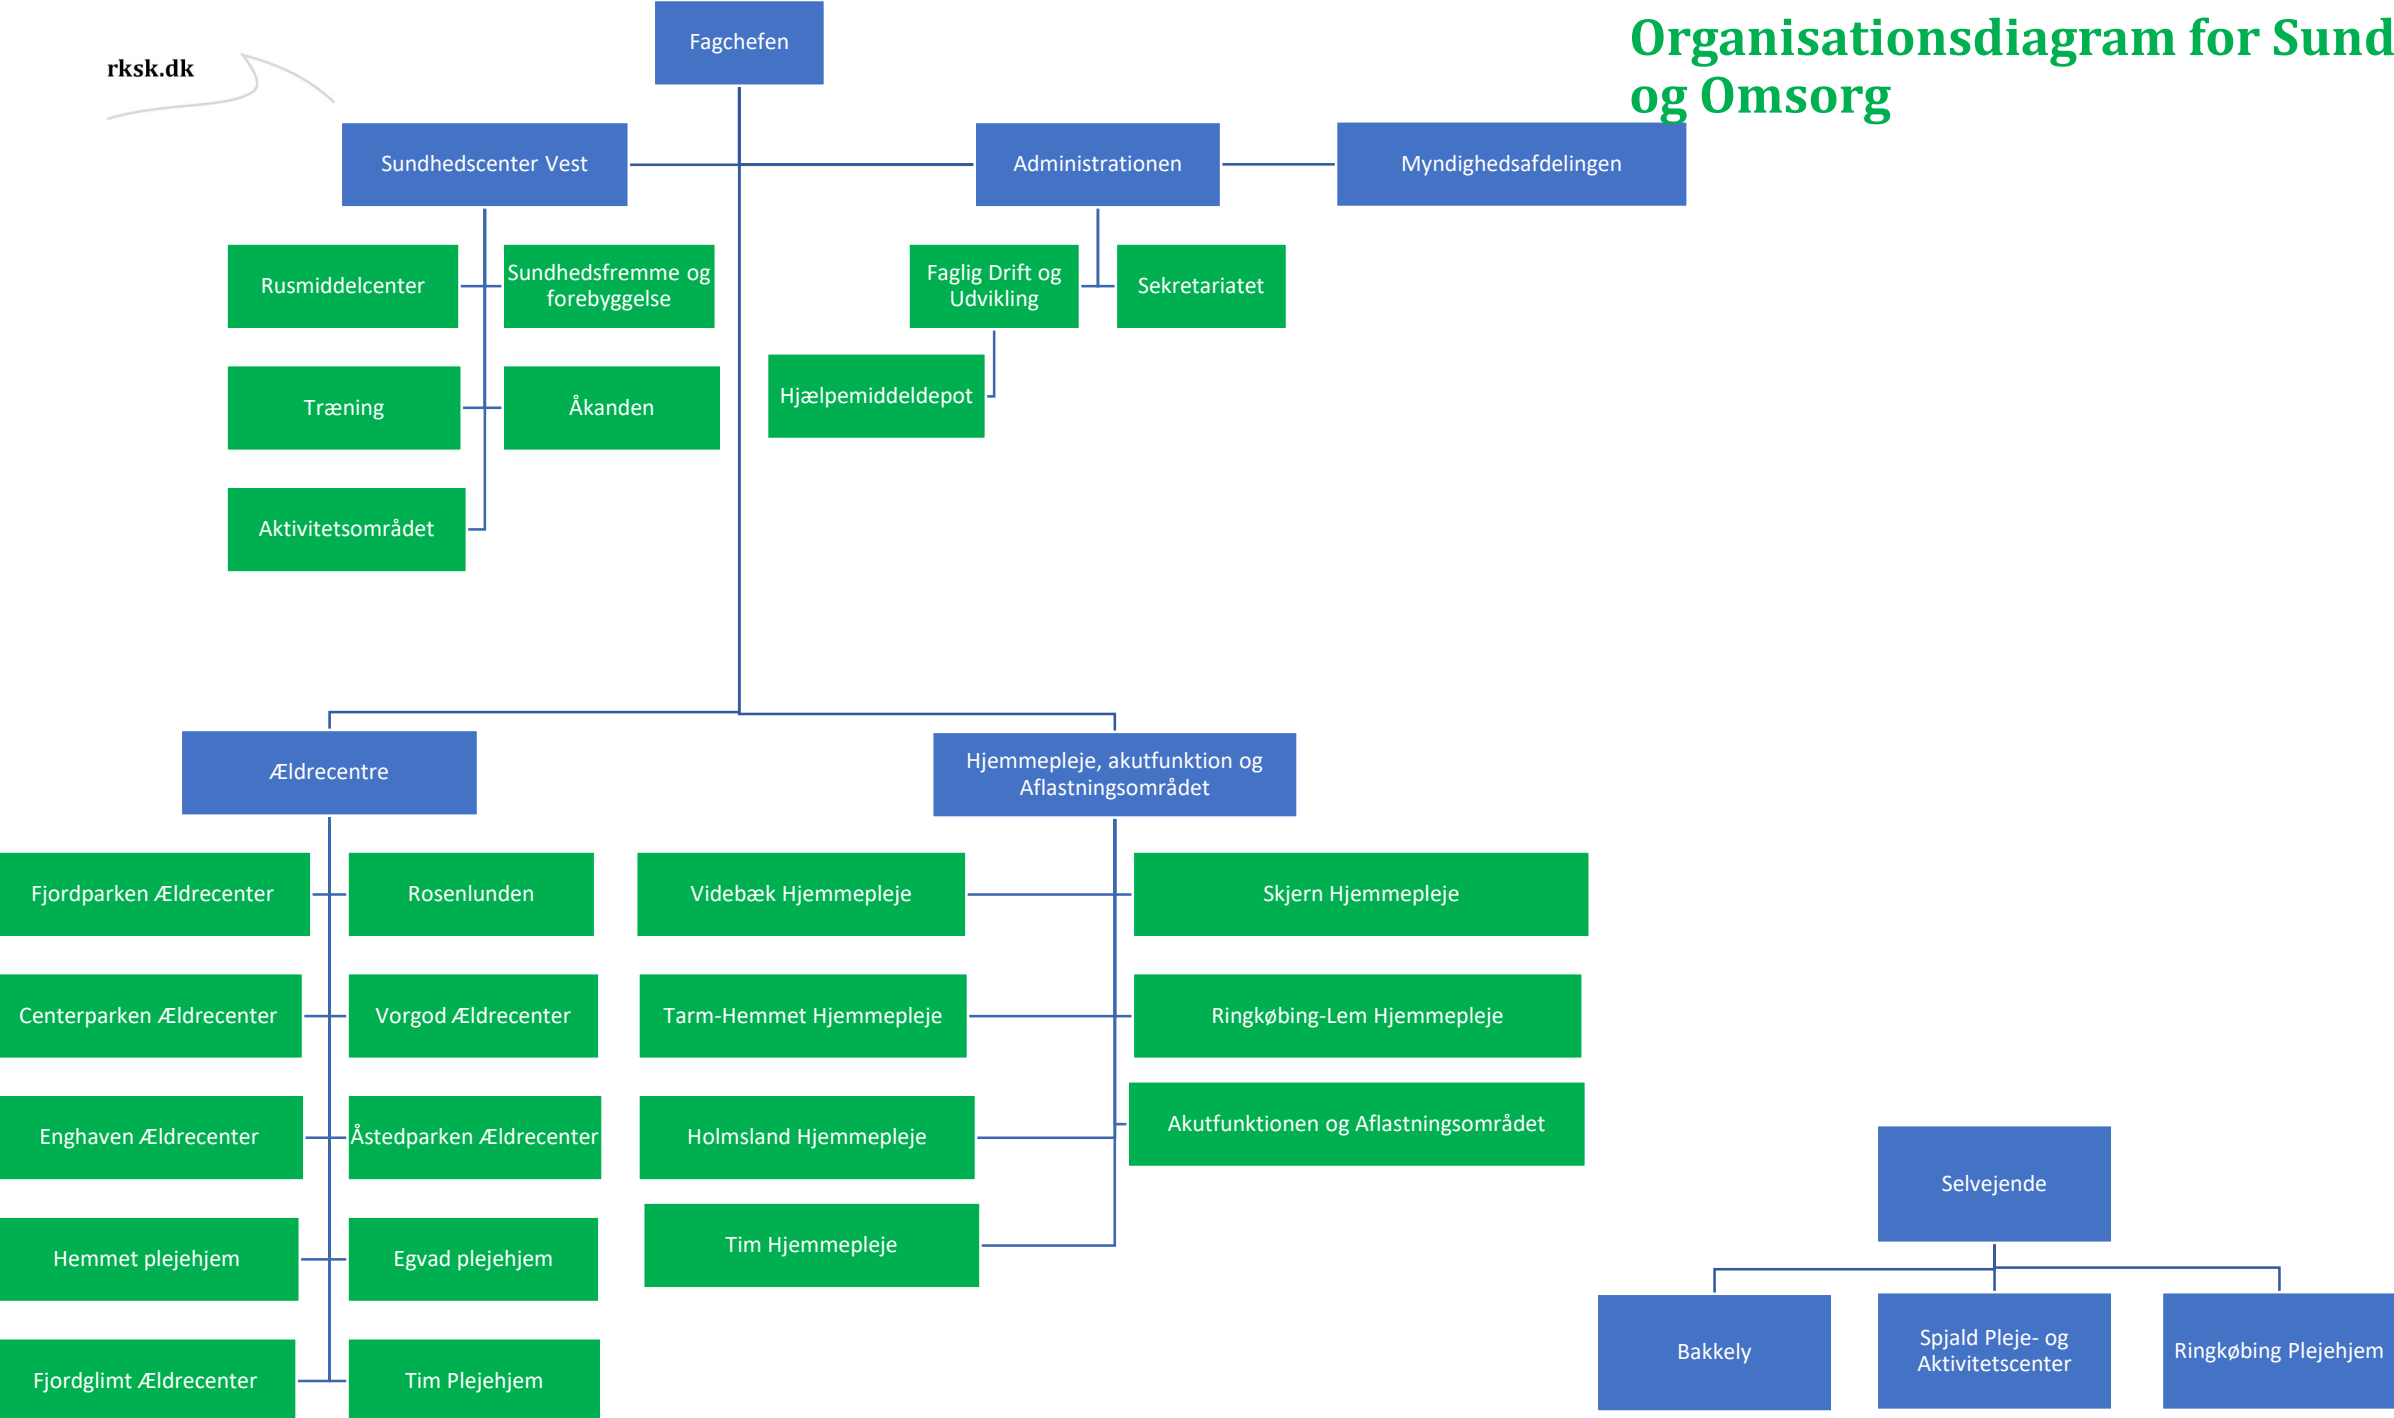 Fagchefen
Organisationsdiagram for Sund
og Omsorg
rksk.dk
Sundhedscenter Vest
Administrationen
Myndighedsafdelingen
Rusmiddelcenter
Sundhedsfremme og
forebyggelse
Faglig Drift og
Udvikling
Sekretariatet
Træning
Åkanden
Hjælpemiddeldepot
Aktivitetsområdet
Ældrecentre
Hjemmepleje, akutfunktion og
Aflastningsområdet
Fjordparken Ældrecenter
Rosenlunden
Videbæk Hjemmepleje
Skjern Hjemmepleje
Centerparken Ældrecenter
Vorgod Ældrecenter
Tarm-Hemmet Hjemmepleje
Ringkøbing-Lem Hjemmepleje
Enghaven Ældrecenter
Åstedparken Ældrecenter
Holmsland Hjemmepleje
Akutfunktionen og Aflastningsområdet
Hemmet plejehjem
Egvad plejehjem
Tim Hjemmepleje
Fjordglimt Ældrecenter
Tim Plejehjem
Selvejende
Bakkely
Spjald Pleje- og
Aktivitetscenter
Ringkøbing Plejehjem